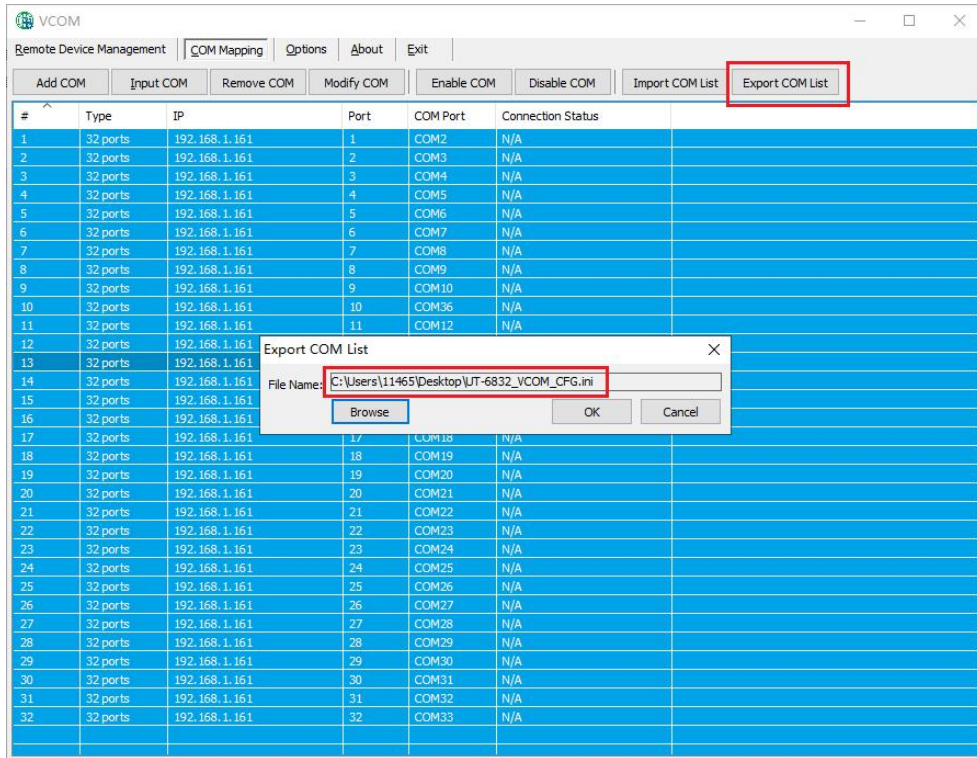 VCOM
Remote Device Management COM Mapping Options About Exit
Add COM Input COM Remove COM Modify COM Enable COM Disable COM Import COM List Export COM List
# Type IP Port COM Port Connection Status
1 32 ports 192.168.1.161 1 COM2 N/A
2 32 ports 192.168.1.161 2 COM3 N/A
3 32 ports 192.168.1.161 3 COM4 N/A
4 32 ports 192.168.1.161 4 COM5 N/A
5 32 ports 192.168.1.161 5 COM6 N/A
6 32 ports 192.168.1.161 6 COM7 N/A
7 32 ports 192.168.1.161 7 COM8 N/A
8 32 ports 192.168.1.161 8 COM9 N/A
9 32 ports 192.168.1.161 9 COM10 N/A
10 32 ports 192.168.1.161 10 COM36 N/A
11 32 ports 192.168.1.161 11 COM12 N/A
12 32 ports 192.168.1.161
13 32 ports 192.168.1.161
14 32 ports 192.168.1.161
15 32 ports 192.168.1.161
16 32 ports 192.168.1.161
Export COM List
File Name: C:\Users\11465\Desktop\UT-6832_VCOM_CFG.ini
Browse OK Cancel
17 32 ports 192.168.1.161 17 COM18 N/A
18 32 ports 192.168.1.161 18 COM19 N/A
19 32 ports 192.168.1.161 19 COM20 N/A
20 32 ports 192.168.1.161 20 COM21 N/A
21 32 ports 192.168.1.161 21 COM22 N/A
22 32 ports 192.168.1.161 22 COM23 N/A
23 32 ports 192.168.1.161 23 COM24 N/A
24 32 ports 192.168.1.161 24 COM25 N/A
25 32 ports 192.168.1.161 25 COM26 N/A
26 32 ports 192.168.1.161 26 COM27 N/A
27 32 ports 192.168.1.161 27 COM28 N/A
28 32 ports 192.168.1.161 28 COM29 N/A
29 32 ports 192.168.1.161 29 COM30 N/A
30 32 ports 192.168.1.161 30 COM31 N/A
31 32 ports 192.168.1.161 31 COM32 N/A
32 32 ports 192.168.1.161 32 COM33 N/A